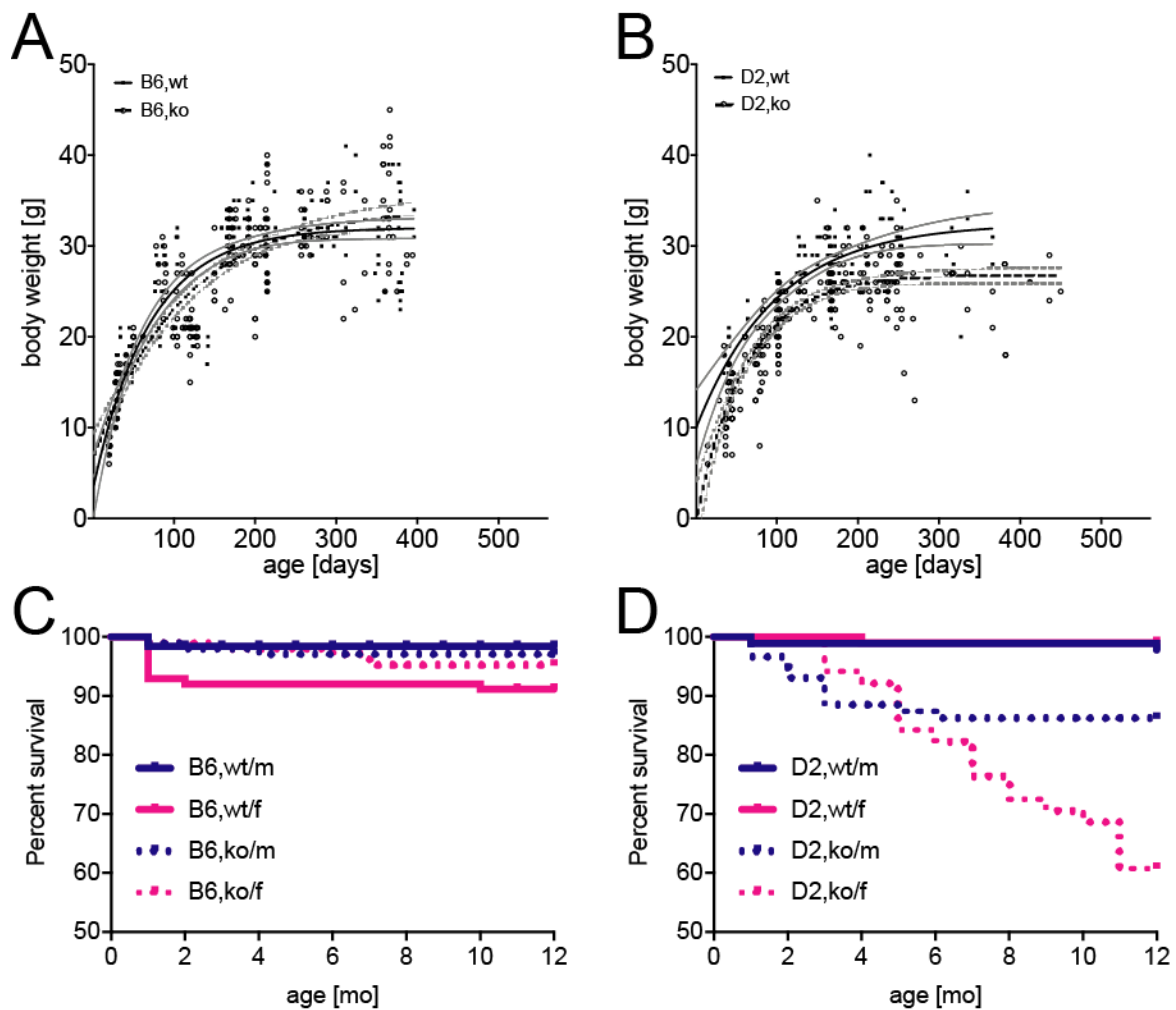 A
B
50
40
30
20
10
0
body weight [g]
B6,wt
B6,ko
100 200 300 400 500
age [days]
50
40
30
20
10
0
body weight [g]
D2,wt
D2,ko
100 200 300 400 500
age [days]
C
D
100
90
80
70
60
50
Percent survival
B6,wt/m
B6,wt/f
B6,ko/m
B6,ko/f
0 2 4 6 8 10 12
age [mo]
100
90
80
70
60
50
Percent survival
D2,wt/m
D2,wt/f
D2,ko/m
D2,ko/f
0 2 4 6 8 10 12
age [mo]